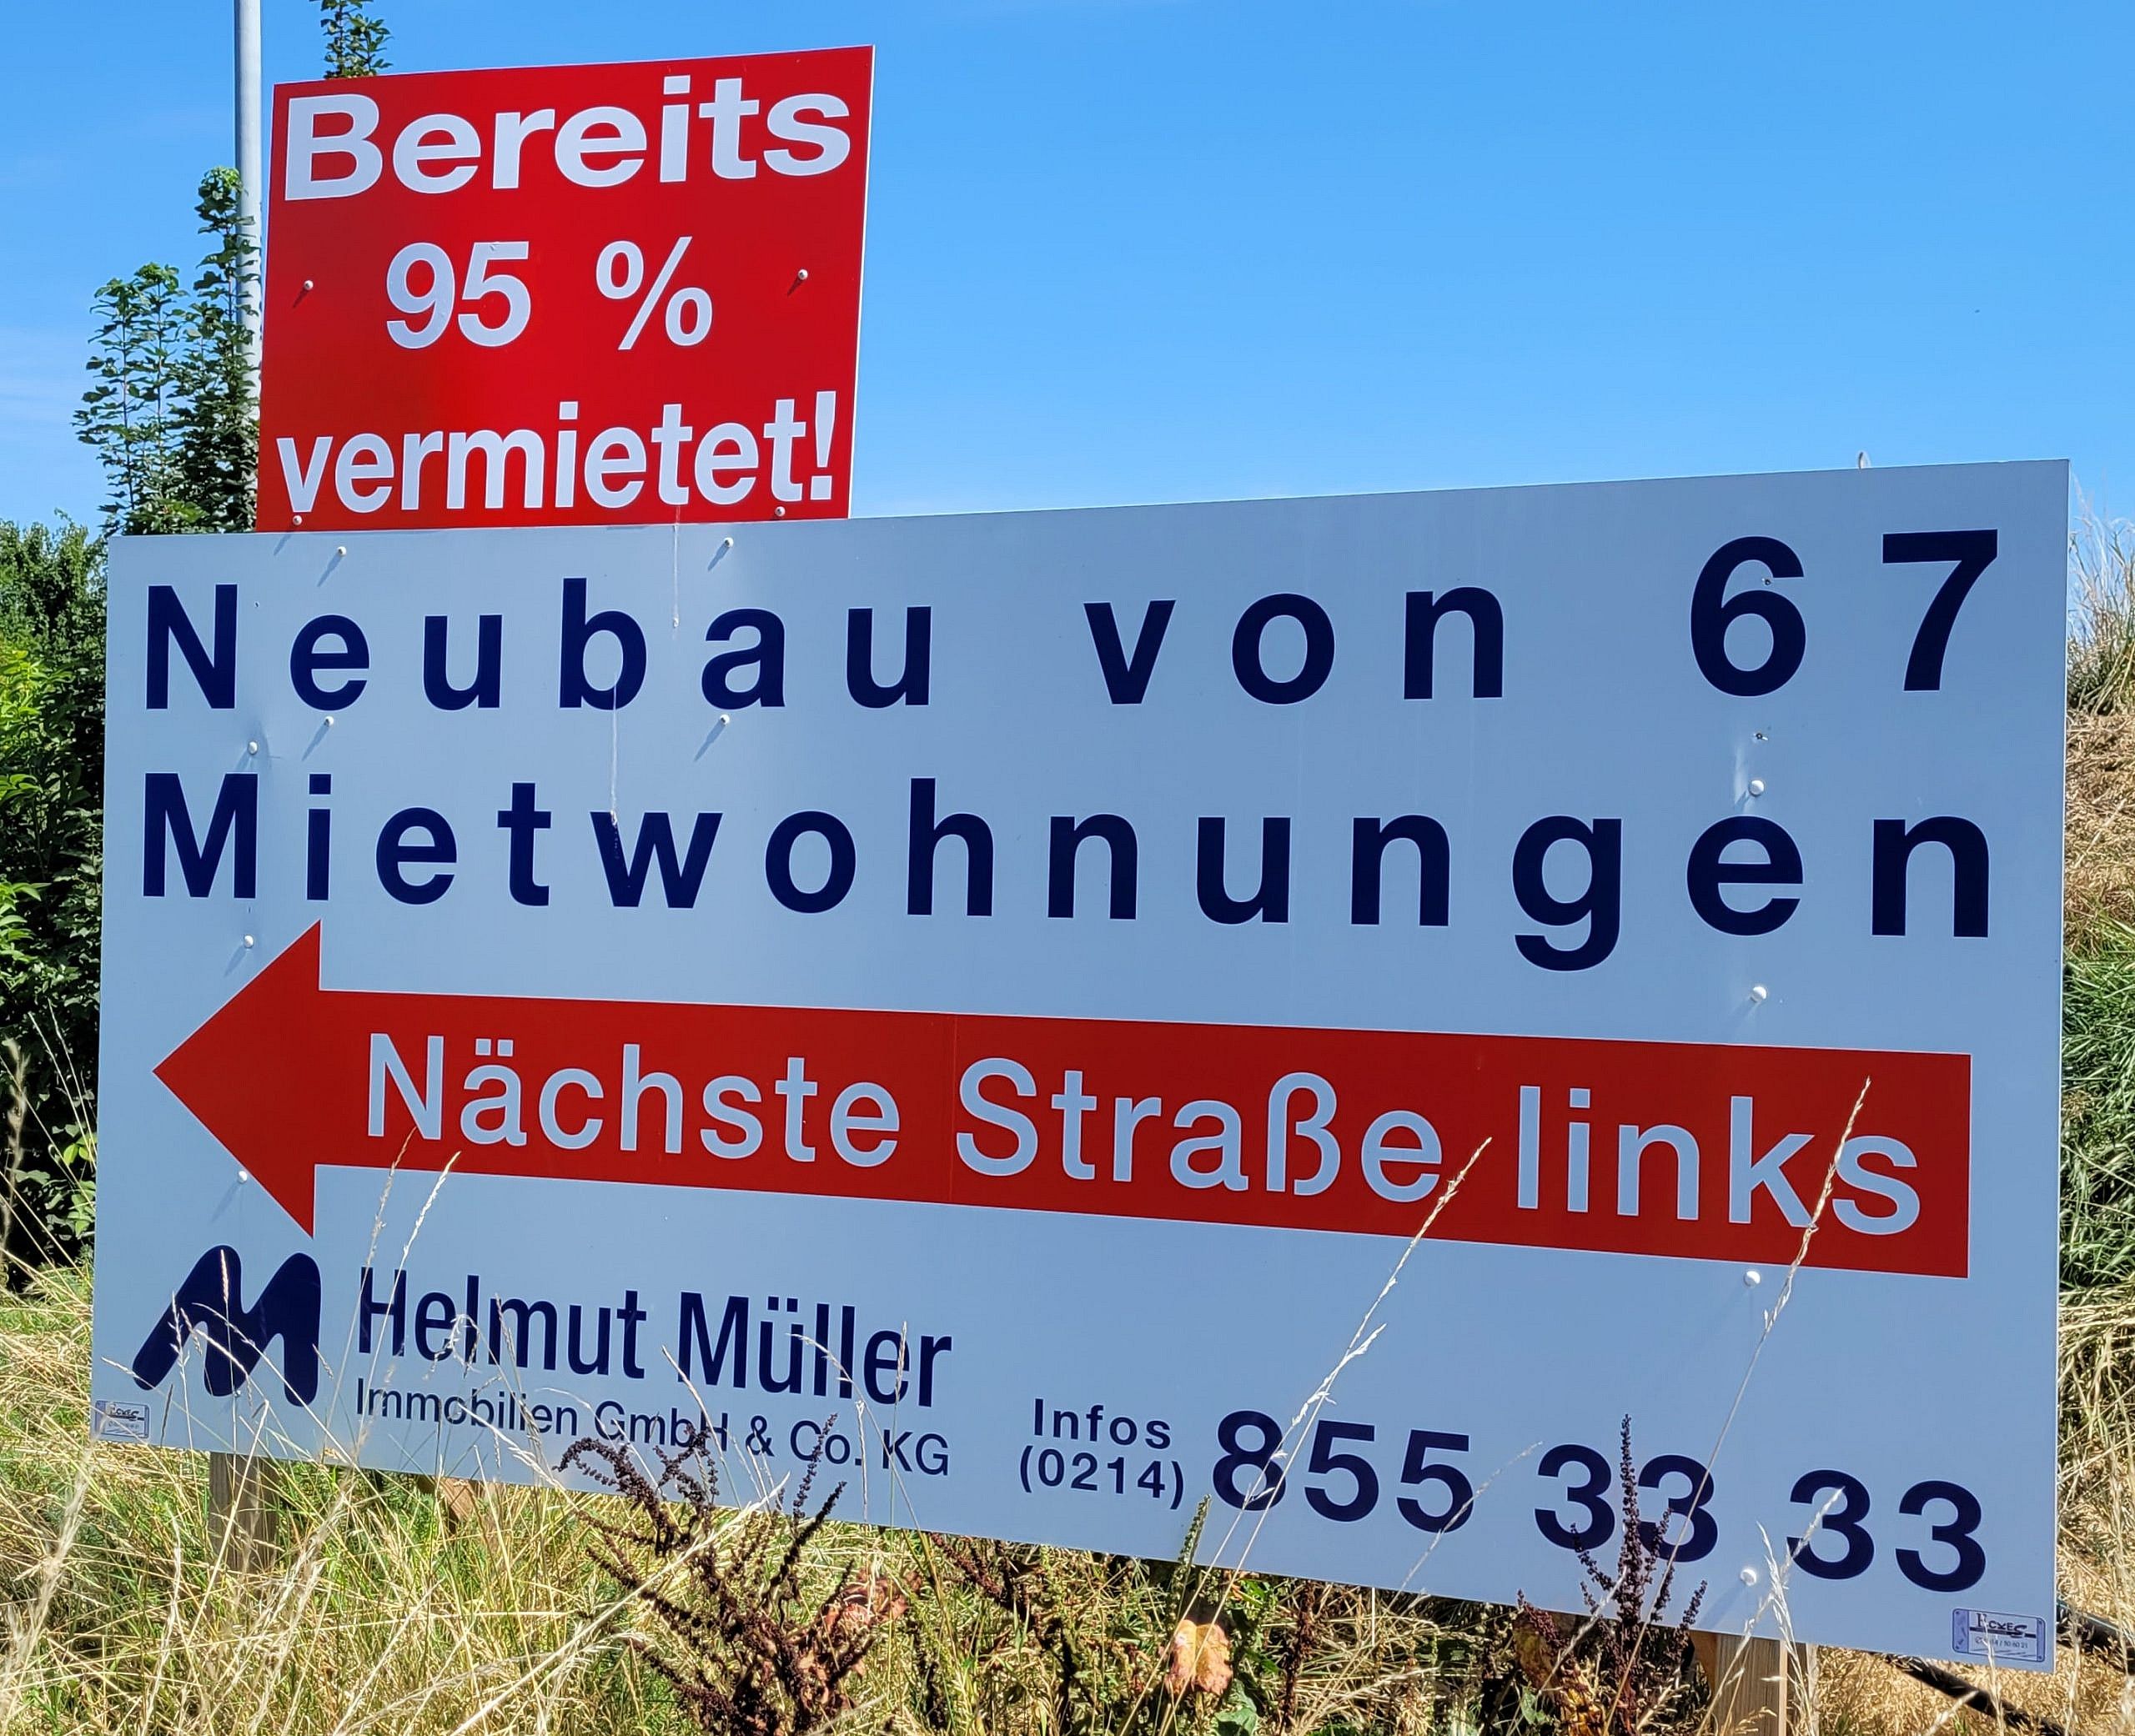 Bereits
95 %
vermietet!
Neubau von 67
Mietwohnungen
Nächste Straße links
Helmut Müller
Immobilien GmbH & Co. KG
Infos
(0214) 855 33 33